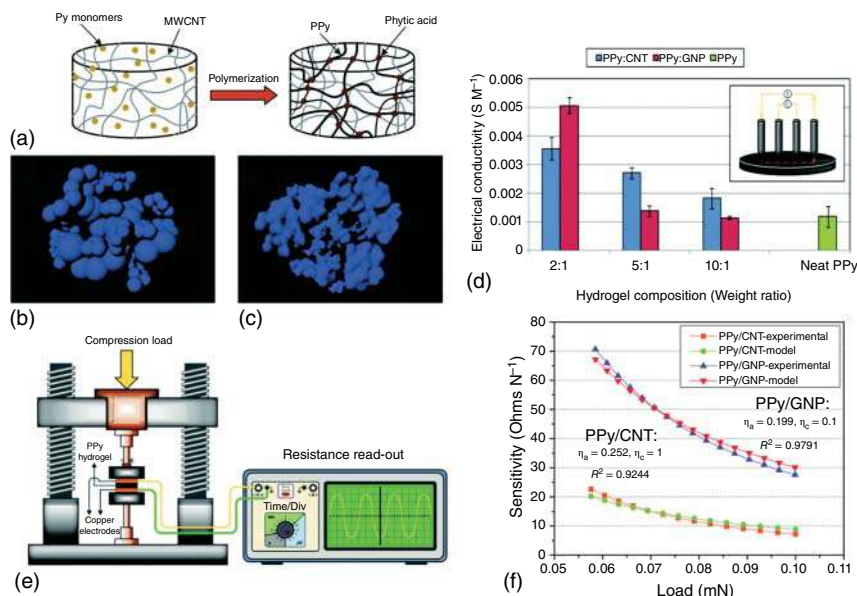 Py monomers
MWCNT
PPy
Phytic acid
Polymerization
(a)
(b)
(c)
PPy:CNT
PPy:GNP
PPy
Electrical conductivity (S M⁻¹)
0.006
0.005
0.004
0.003
0.002
0.001
0
2:1
5:1
10:1
Neat PPy
(d)
Hydrogel composition (Weight ratio)
Compression load
PPy
hydrogel
Copper
electrodes
Resistance read-out
Time/Div
(e)
Sensitivity (Ohms N⁻¹)
80
70
60
50
40
30
20
10
0
PPy/CNT-experimental
PPy/CNT-model
PPy/GNP-experimental
PPy/GNP-model
PPy/GNP:
ηa = 0.199, ηc = 0.1
R² = 0.9791
PPy/CNT:
ηa = 0.252, ηc = 1
R² = 0.9244
0.05
0.06
0.07
0.08
0.09
0.10
0.11
Load (mN)
(f)